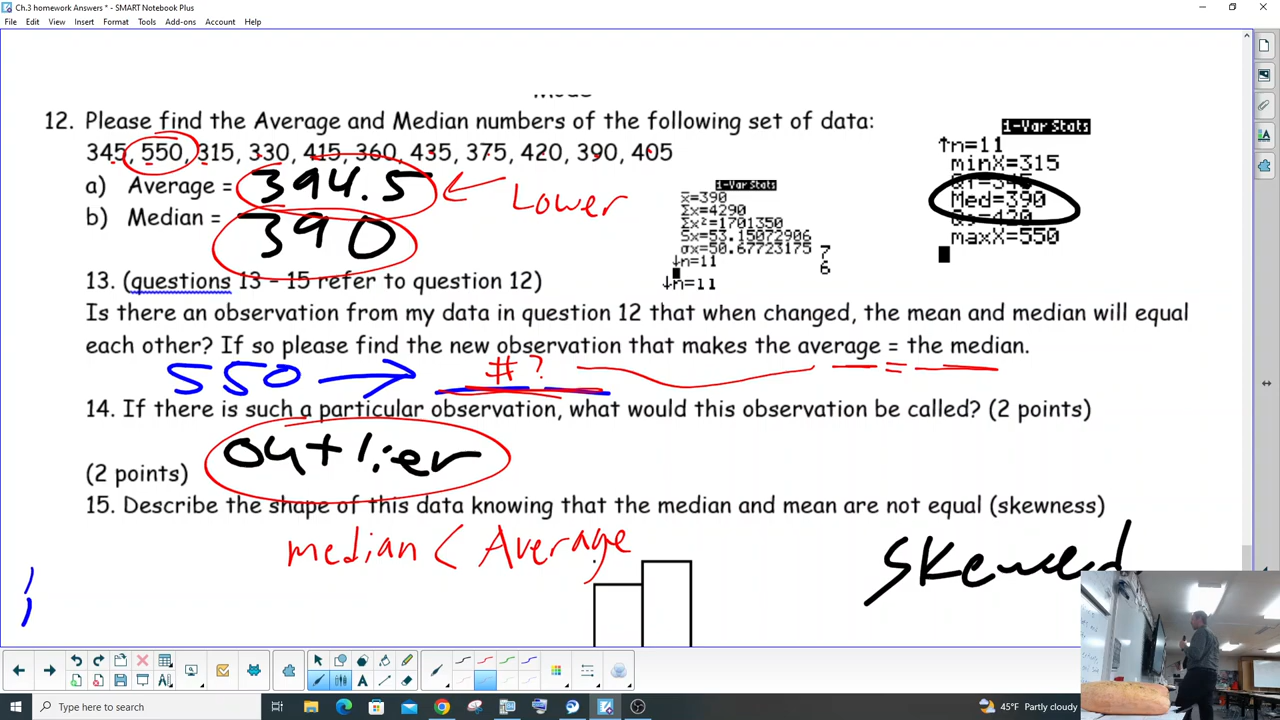 Ch.3 homework Answers * - SMART Notebook Plus
File Edit View Insert Format Tools Add-ons Account Help
12. Please find the Average and Median numbers of the following set of data:
345, 550, 315, 330, 415, 360, 435, 375, 420, 390, 405
a) Average = 394.5 Lower
b) Median = 390
1-Var Stats
x̄=390
Σx=4290
Σx²=1701350
Sx=53.15072906
σx=50.67723175
↓n=11
7
6
↓n=11
1-Var Stats
↑n=11
minX=315
Med=390
maxX=550
13. (questions 13 – 15 refer to question 12)
Is there an observation from my data in question 12 that when changed, the mean and median will equal
each other? If so please find the new observation that makes the average = the median.
550 → #?
14. If there is such a particular observation, what would this observation be called? (2 points)
outlier
(2 points)
15. Describe the shape of this data knowing that the median and mean are not equal (skewness)
median < Average
skewed
Type here to search
45°F Partly cloudy